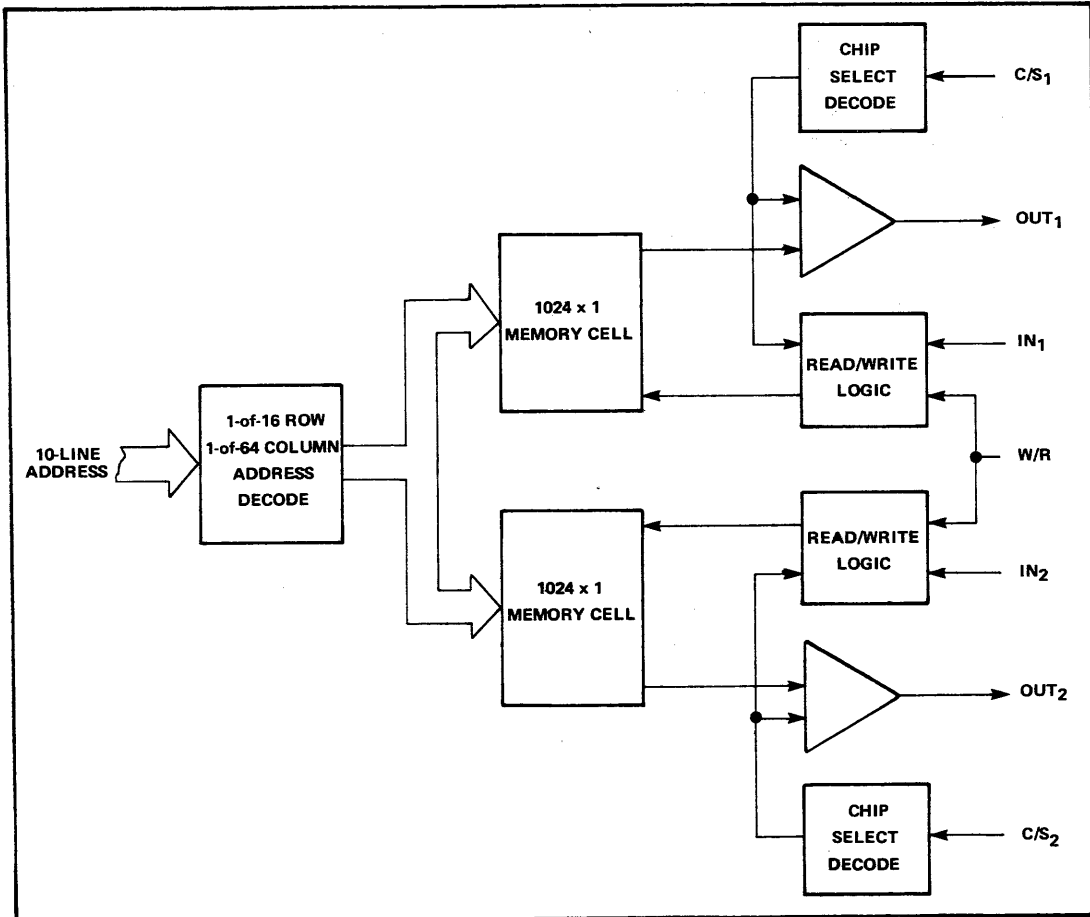 CHIP
SELECT
DECODE
C/S1
OUT1
1024 x 1
MEMORY CELL
READ/WRITE
LOGIC
IN1
10-LINE
ADDRESS
1-of-16 ROW
1-of-64 COLUMN
ADDRESS
DECODE
W/R
1024 x 1
MEMORY CELL
READ/WRITE
LOGIC
IN2
OUT2
CHIP
SELECT
DECODE
C/S2